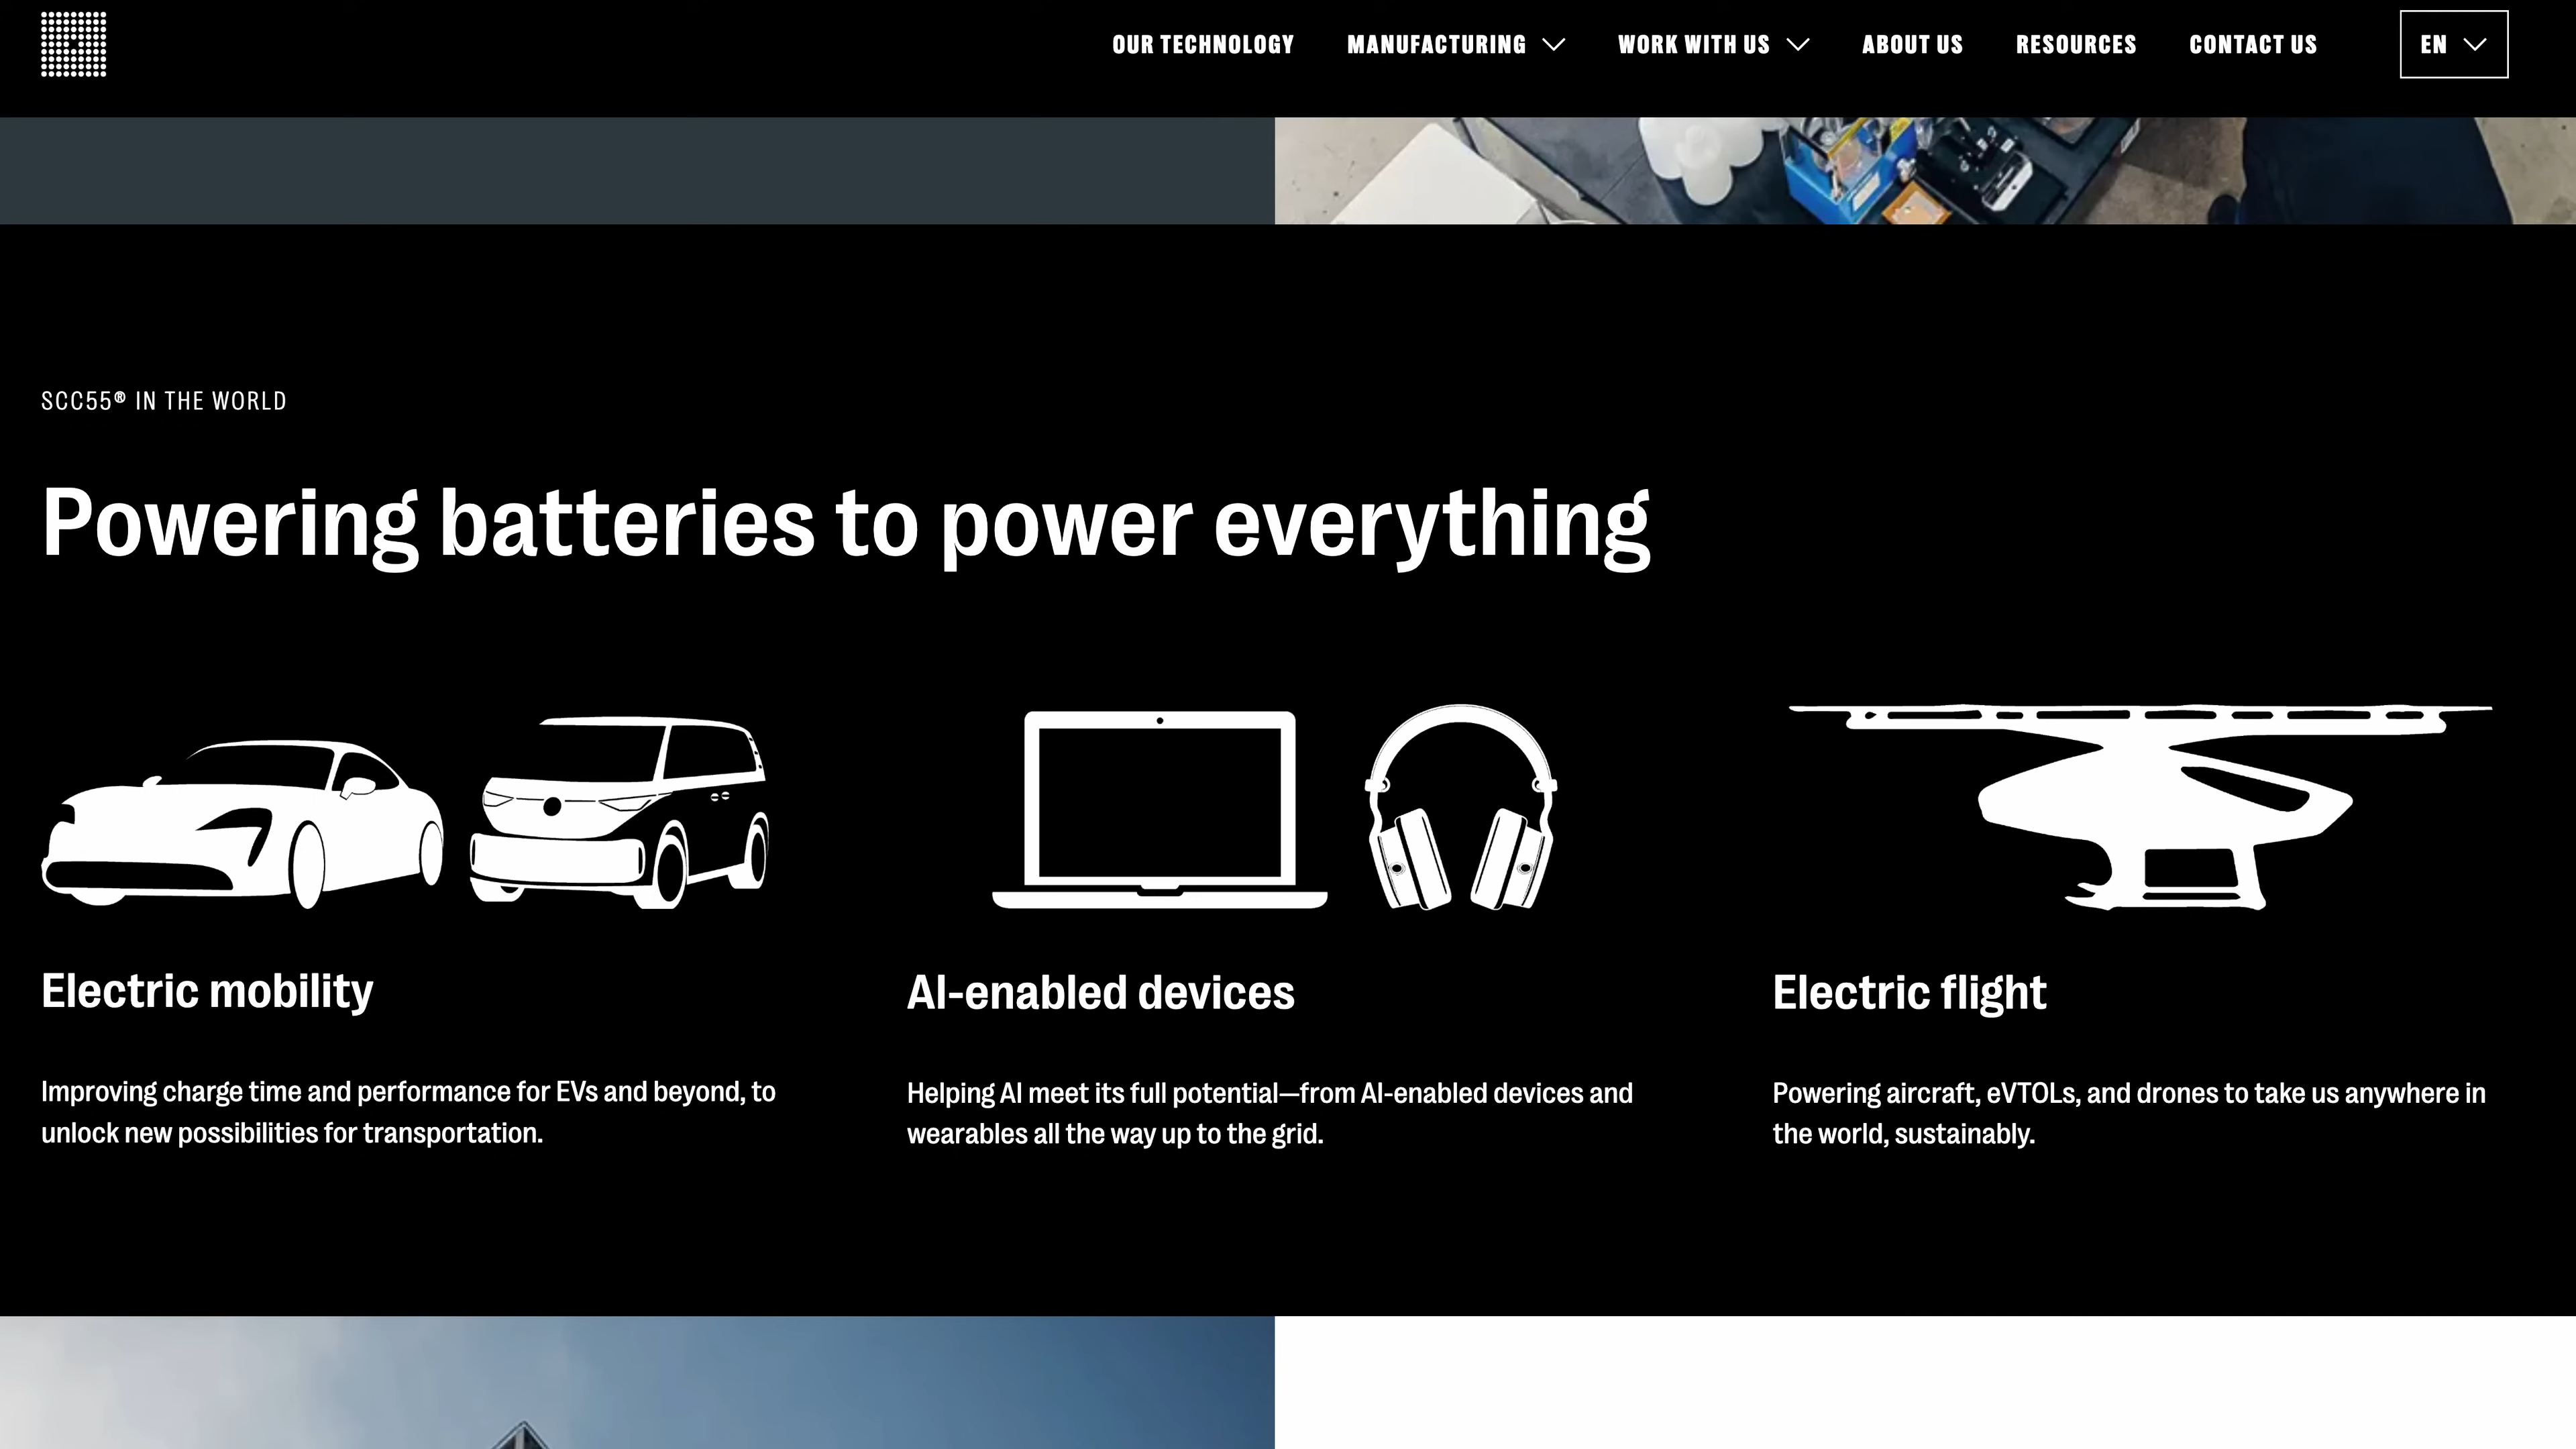 OUR TECHNOLOGY MANUFACTURING WORK WITH US ABOUT US RESOURCES CONTACT US EN
SCC55® IN THE WORLD
Powering batteries to power everything
Electric mobility
Improving charge time and performance for EVs and beyond, to
unlock new possibilities for transportation.
AI-enabled devices
Helping AI meet its full potential—from AI-enabled devices and
wearables all the way up to the grid.
Electric flight
Powering aircraft, eVTOLs, and drones to take us anywhere in
the world, sustainably.